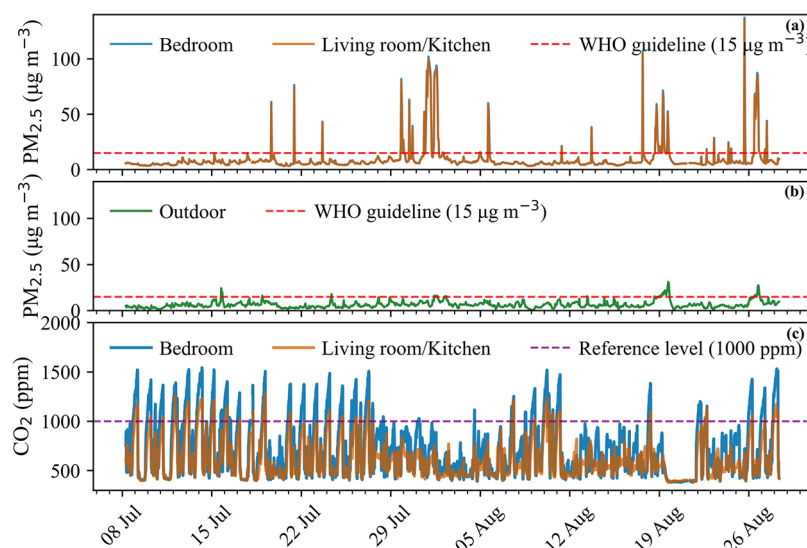 (a)
Bedroom Living room/Kitchen WHO guideline (15 µg m⁻³)
PM₂.₅ (µg m⁻³)
100
50
0
(b)
Outdoor WHO guideline (15 µg m⁻³)
PM₂.₅ (µg m⁻³)
100
50
0
(c)
Bedroom Living room/Kitchen Reference level (1000 ppm)
CO₂ (ppm)
2000
1500
1000
500
08 Jul 15 Jul 22 Jul 29 Jul 05 Aug 12 Aug 19 Aug 26 Aug